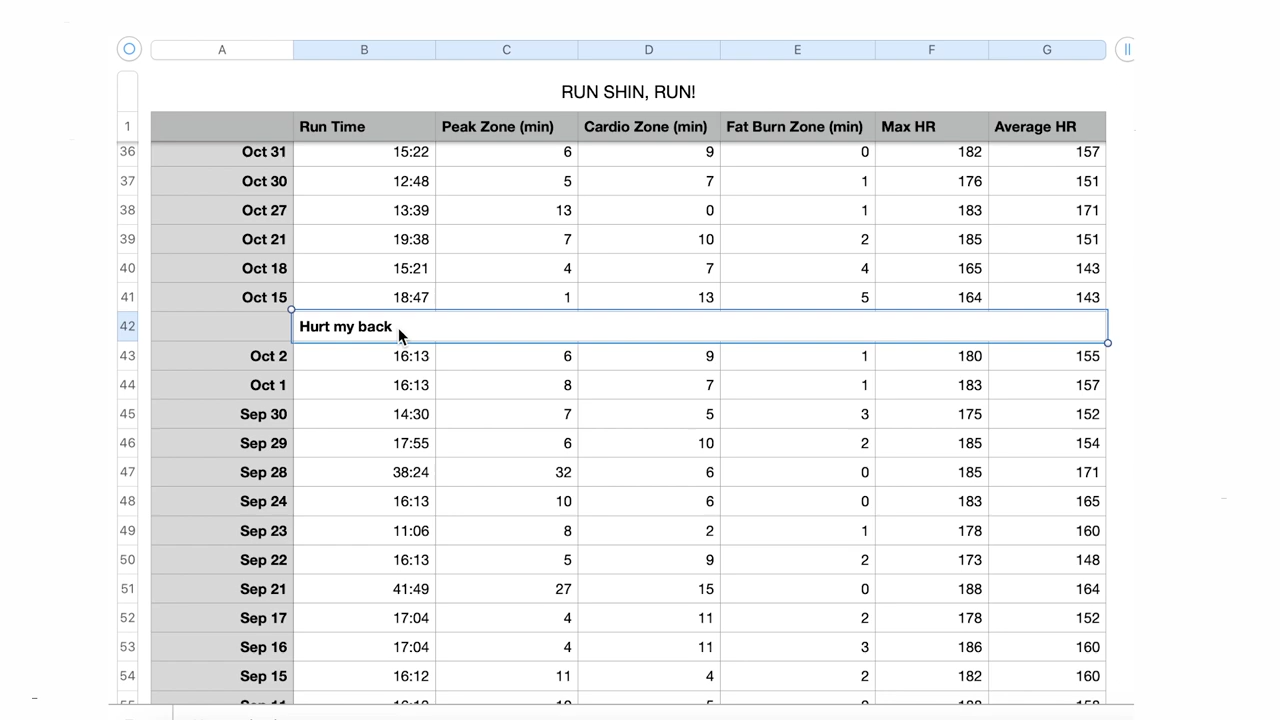 A B C D E F G
RUN SHIN, RUN!
1 Run Time Peak Zone (min) Cardio Zone (min) Fat Burn Zone (min) Max HR Average HR
36 Oct 31 15:22 6 9 0 182 157
37 Oct 30 12:48 5 7 1 176 151
38 Oct 27 13:39 13 0 1 183 171
39 Oct 21 19:38 7 10 2 185 151
40 Oct 18 15:21 4 7 4 165 143
41 Oct 15 18:47 1 13 5 164 143
42 Hurt my back
43 Oct 2 16:13 6 9 1 180 155
44 Oct 1 16:13 8 7 1 183 157
45 Sep 30 14:30 7 5 3 175 152
46 Sep 29 17:55 6 10 2 185 154
47 Sep 28 38:24 32 6 0 185 171
48 Sep 24 16:13 10 6 0 183 165
49 Sep 23 11:06 8 2 1 178 160
50 Sep 22 16:13 5 9 2 173 148
51 Sep 21 41:49 27 15 0 188 164
52 Sep 17 17:04 4 11 2 178 152
53 Sep 16 17:04 4 11 3 186 160
54 Sep 15 16:12 11 4 2 182 160